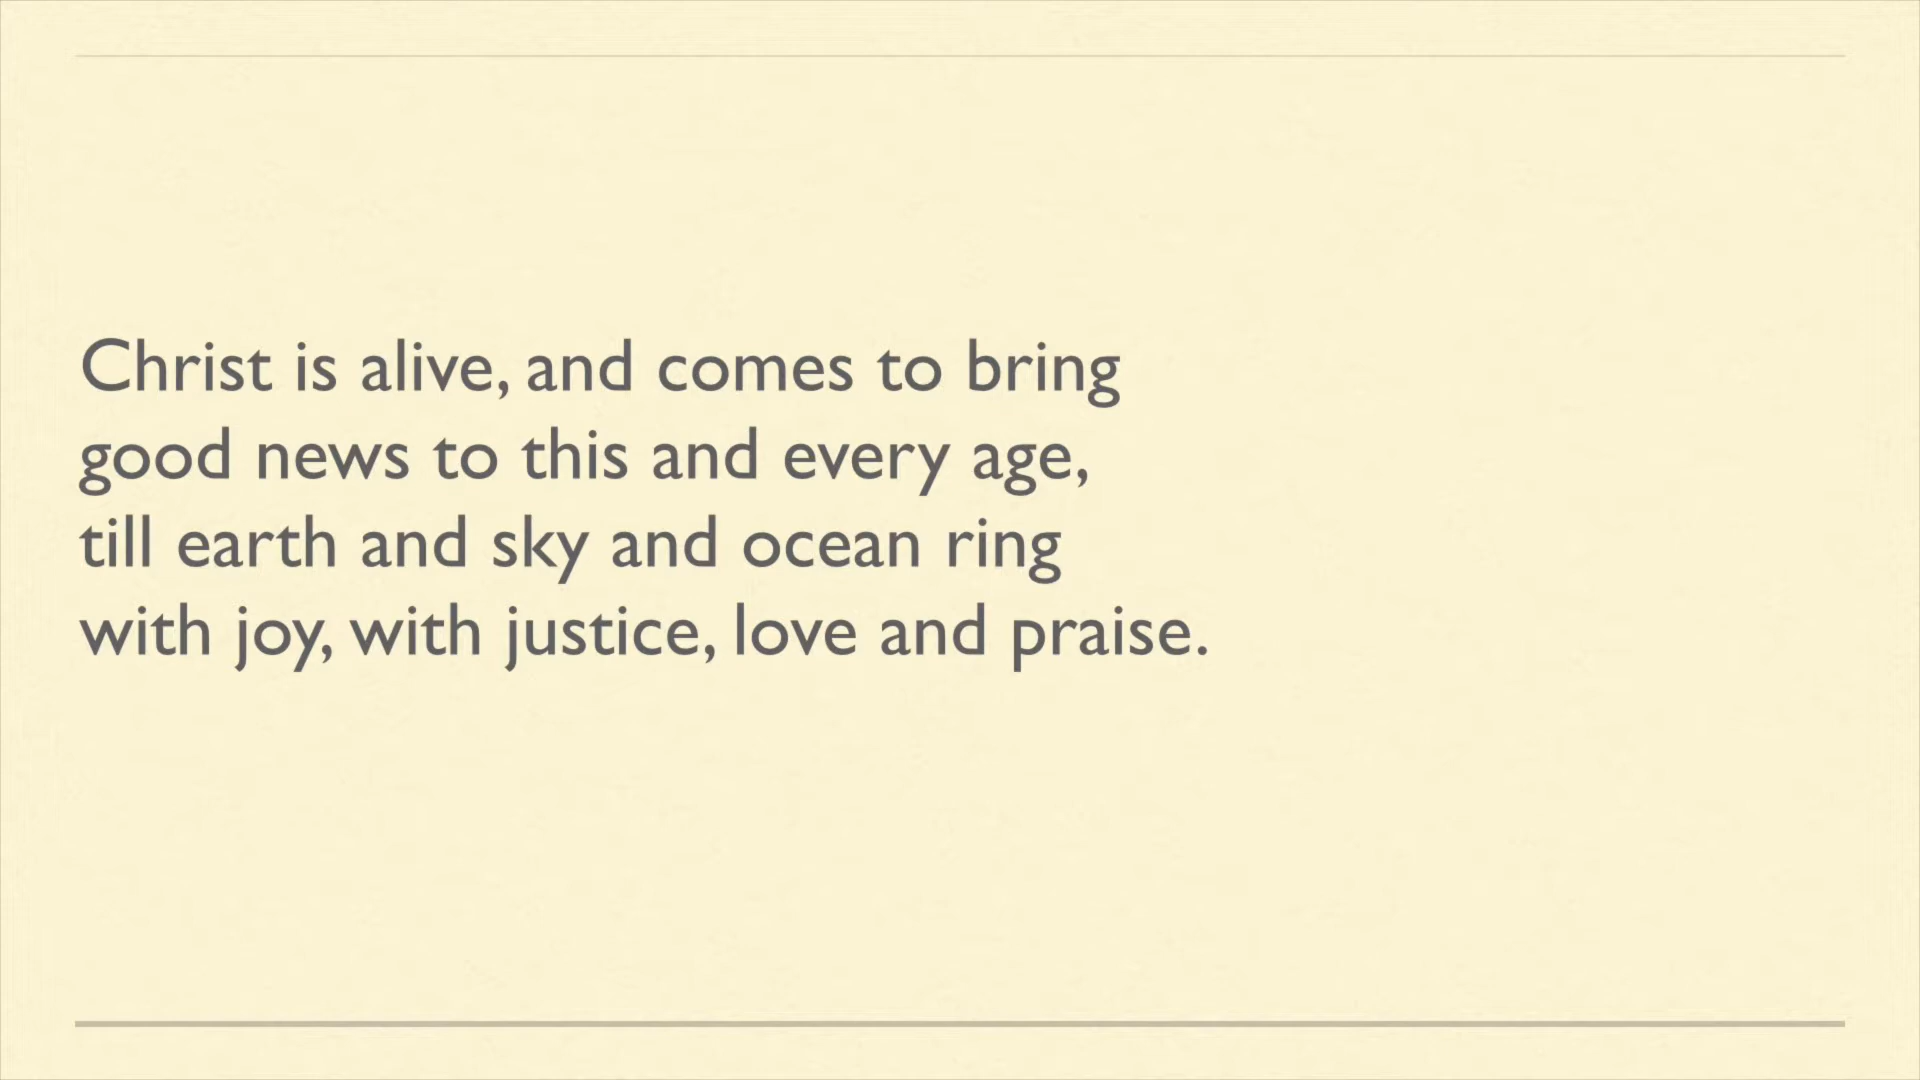 Christ is alive, and comes to bring
good news to this and every age,
till earth and sky and ocean ring
with joy, with justice, love and praise.